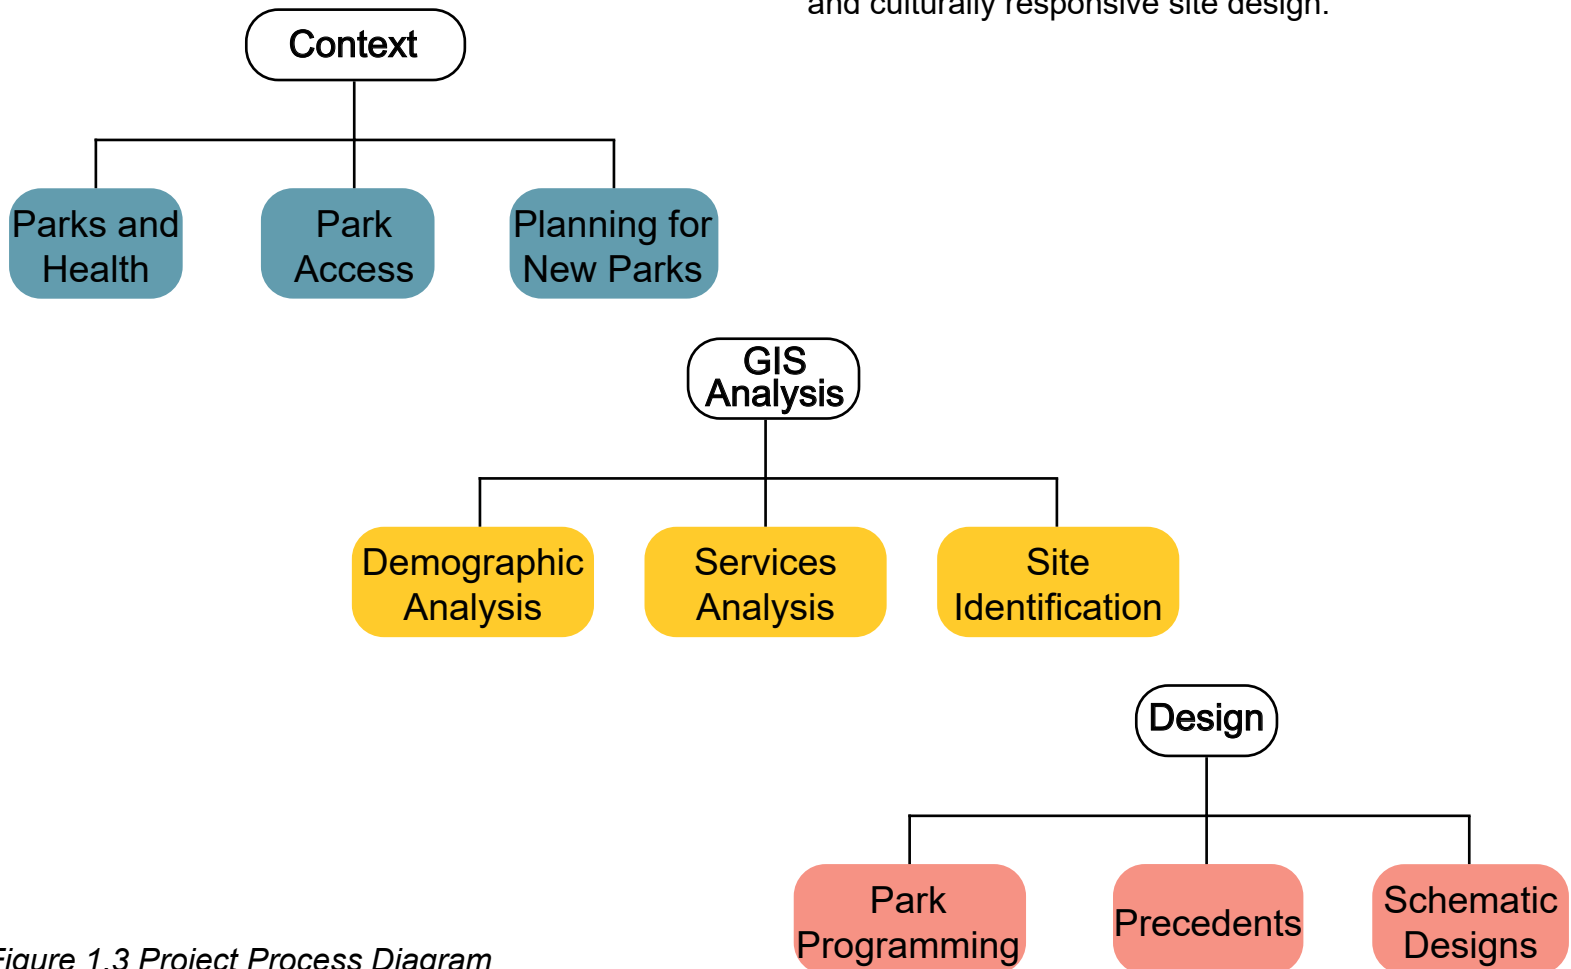 and culturally responsive site design.
Context
Parks and
Health
Park
Access
Planning for
New Parks
GIS
Analysis
Demographic
Analysis
Services
Analysis
Site
Identification
Design
Park
Programming
Precedents
Schematic
Designs
Figure 1.3 Project Process Diagram